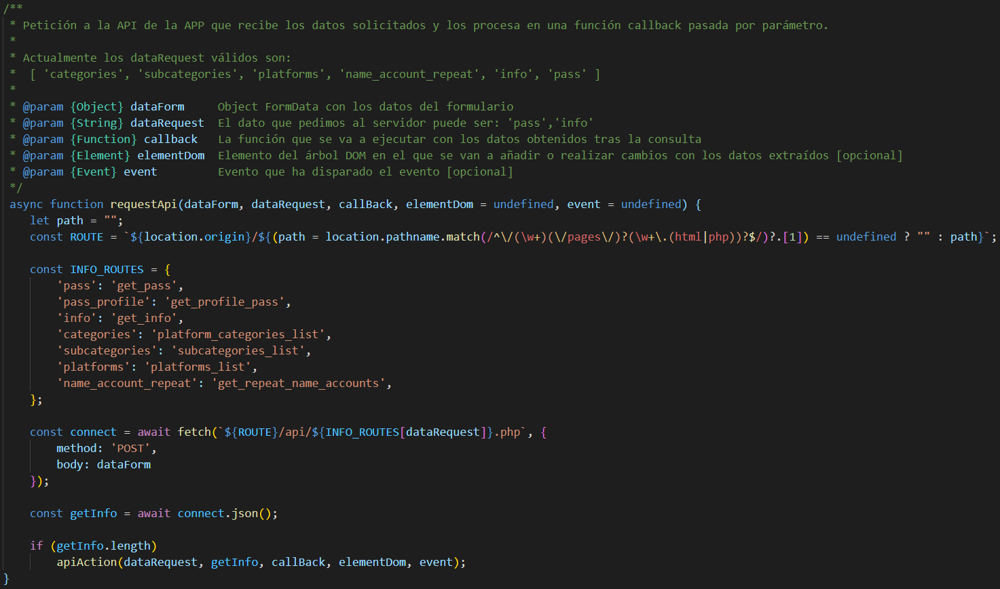 /**
 * Petición a la API de la APP que recibe los datos solicitados y los procesa en una función callback pasada por parámetro.
 *
 * Actualmente los dataRequest válidos son:
 *  [ 'categories', 'subcategories', 'platforms', 'name_account_repeat', 'info', 'pass' ]
 *
 * @param {Object} dataForm     Object FormData con los datos del formulario
 * @param {String} dataRequest  El dato que pedimos al servidor puede ser: 'pass','info'
 * @param {Function} callback   La función que se va a ejecutar con los datos obtenidos tras la consulta
 * @param {Element} elementDom  Elemento del árbol DOM en el que se van a añadir o realizar cambios con los datos extraídos [opcional]
 * @param {Event} event         Evento que ha disparado el evento [opcional]
 */
 async function requestApi(dataForm, dataRequest, callBack, elementDom = undefined, event = undefined) {
    let path = "";
    const ROUTE = `${location.origin}/${(path = location.pathname.match(/^\/(\w+)(\/pages\/)?(\w+\.(html|php))?$/)?.[1]) == undefined ? "" : path}`;

    const INFO_ROUTES = {
        'pass': 'get_pass',
        'pass_profile': 'get_profile_pass',
        'info': 'get_info',
        'categories': 'platform_categories_list',
        'subcategories': 'subcategories_list',
        'platforms': 'platforms_list',
        'name_account_repeat': 'get_repeat_name_accounts',
    };

    const connect = await fetch(`${ROUTE}/api/${INFO_ROUTES[dataRequest]}.php`, {
        method: 'POST',
        body: dataForm
    });

    const getInfo = await connect.json();

    if (getInfo.length)
        apiAction(dataRequest, getInfo, callBack, elementDom, event);
}